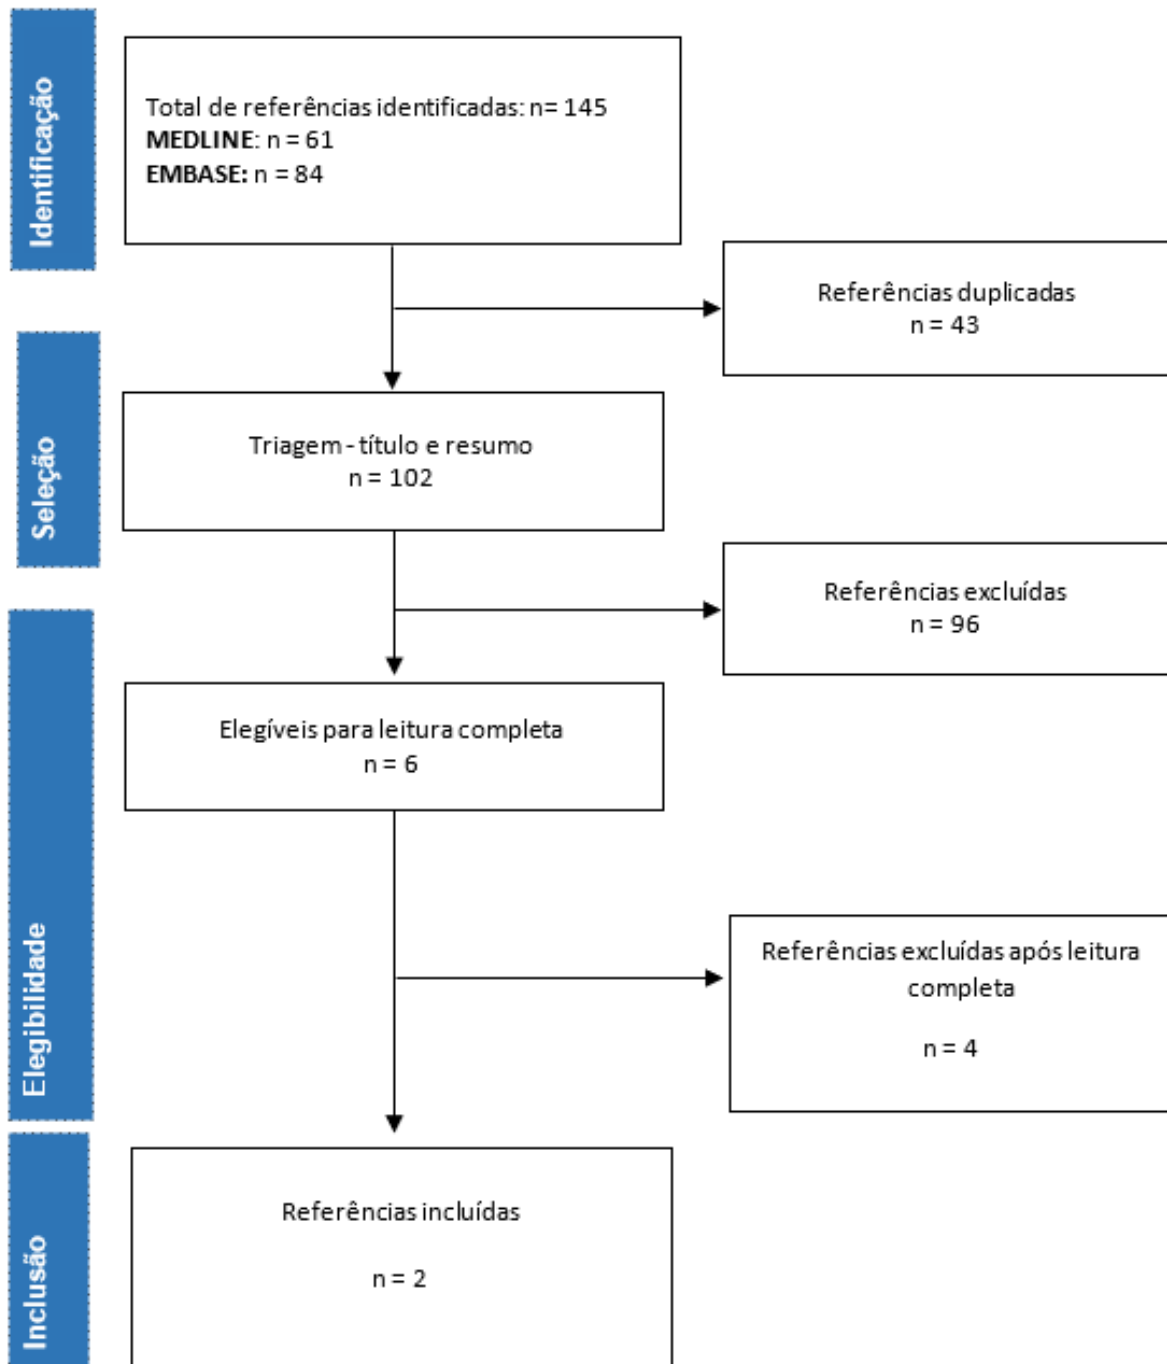 Identificação
Total de referências identificadas: n= 145
MEDLINE: n = 61
EMBASE: n = 84
Referências duplicadas
n = 43
Seleção
Triagem - título e resumo
n = 102
Referências excluídas
n = 96
Elegibilidade
Elegíveis para leitura completa
n = 6
Referências excluídas após leitura
completa
n = 4
Inclusão
Referências incluídas
n = 2